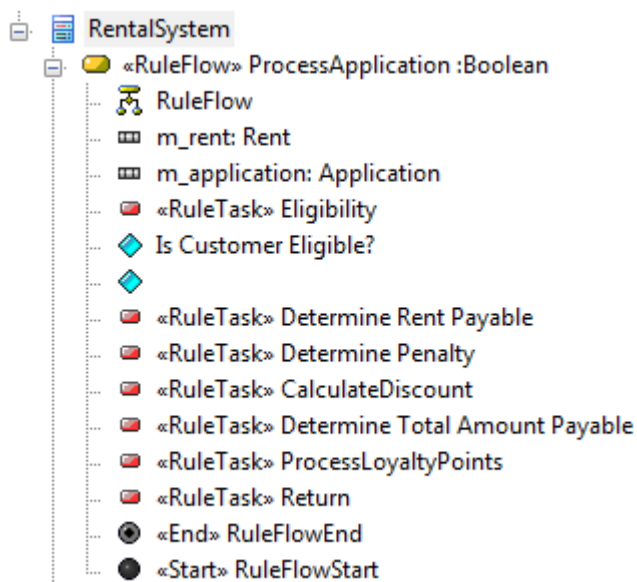 RentalSystem
«RuleFlow» ProcessApplication :Boolean
RuleFlow
m_rent: Rent
m_application: Application
«RuleTask» Eligibility
Is Customer Eligible?
«RuleTask» Determine Rent Payable
«RuleTask» Determine Penalty
«RuleTask» CalculateDiscount
«RuleTask» Determine Total Amount Payable
«RuleTask» ProcessLoyaltyPoints
«RuleTask» Return
«End» RuleFlowEnd
«Start» RuleFlowStart